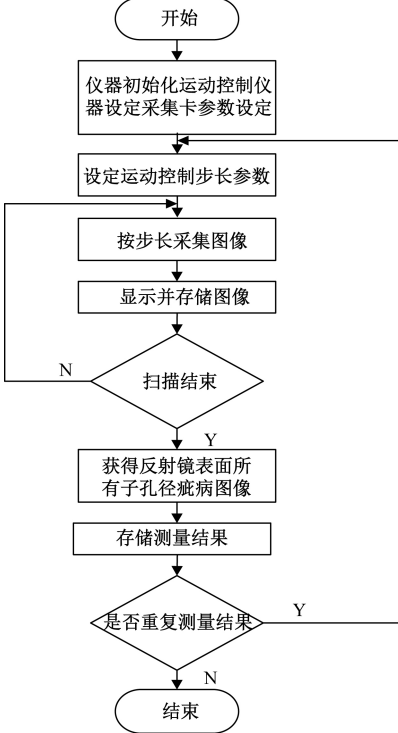 开始
仪器初始化运动控制仪
器设定采集卡参数设定
设定运动控制步长参数
按步长采集图像
显示并存储图像
扫描结束
N
Y
获得反射镜表面所
有子孔径疵病图像
存储测量结果
是否重复测量结果
Y
N
结束